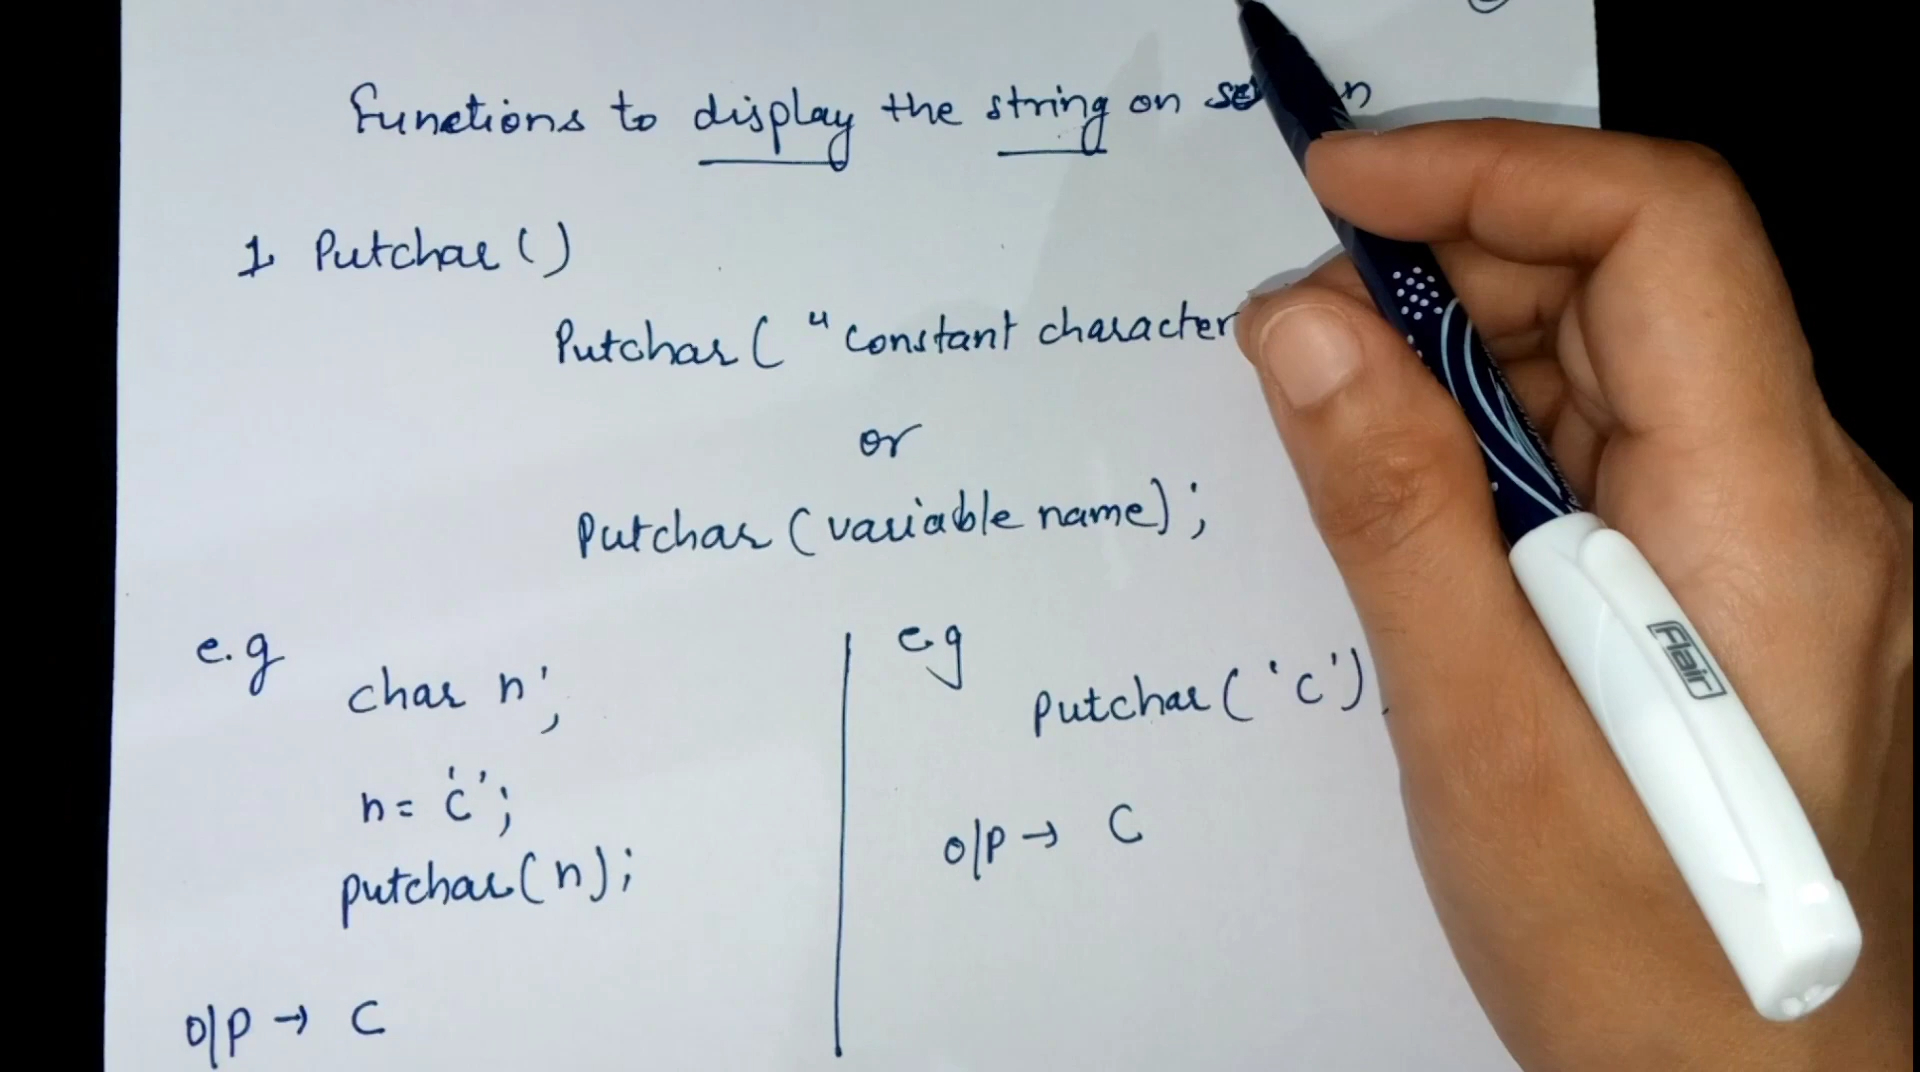 Functions to display the string on
1 Putchar ()
Putchar ( "constant character
or
Putchar (variable name) ;
e.g
char n ;
n = 'c' ;
putchar(n) ;
o/p → C
e.g
putchar ( 'c' )
o/p → C
Flair